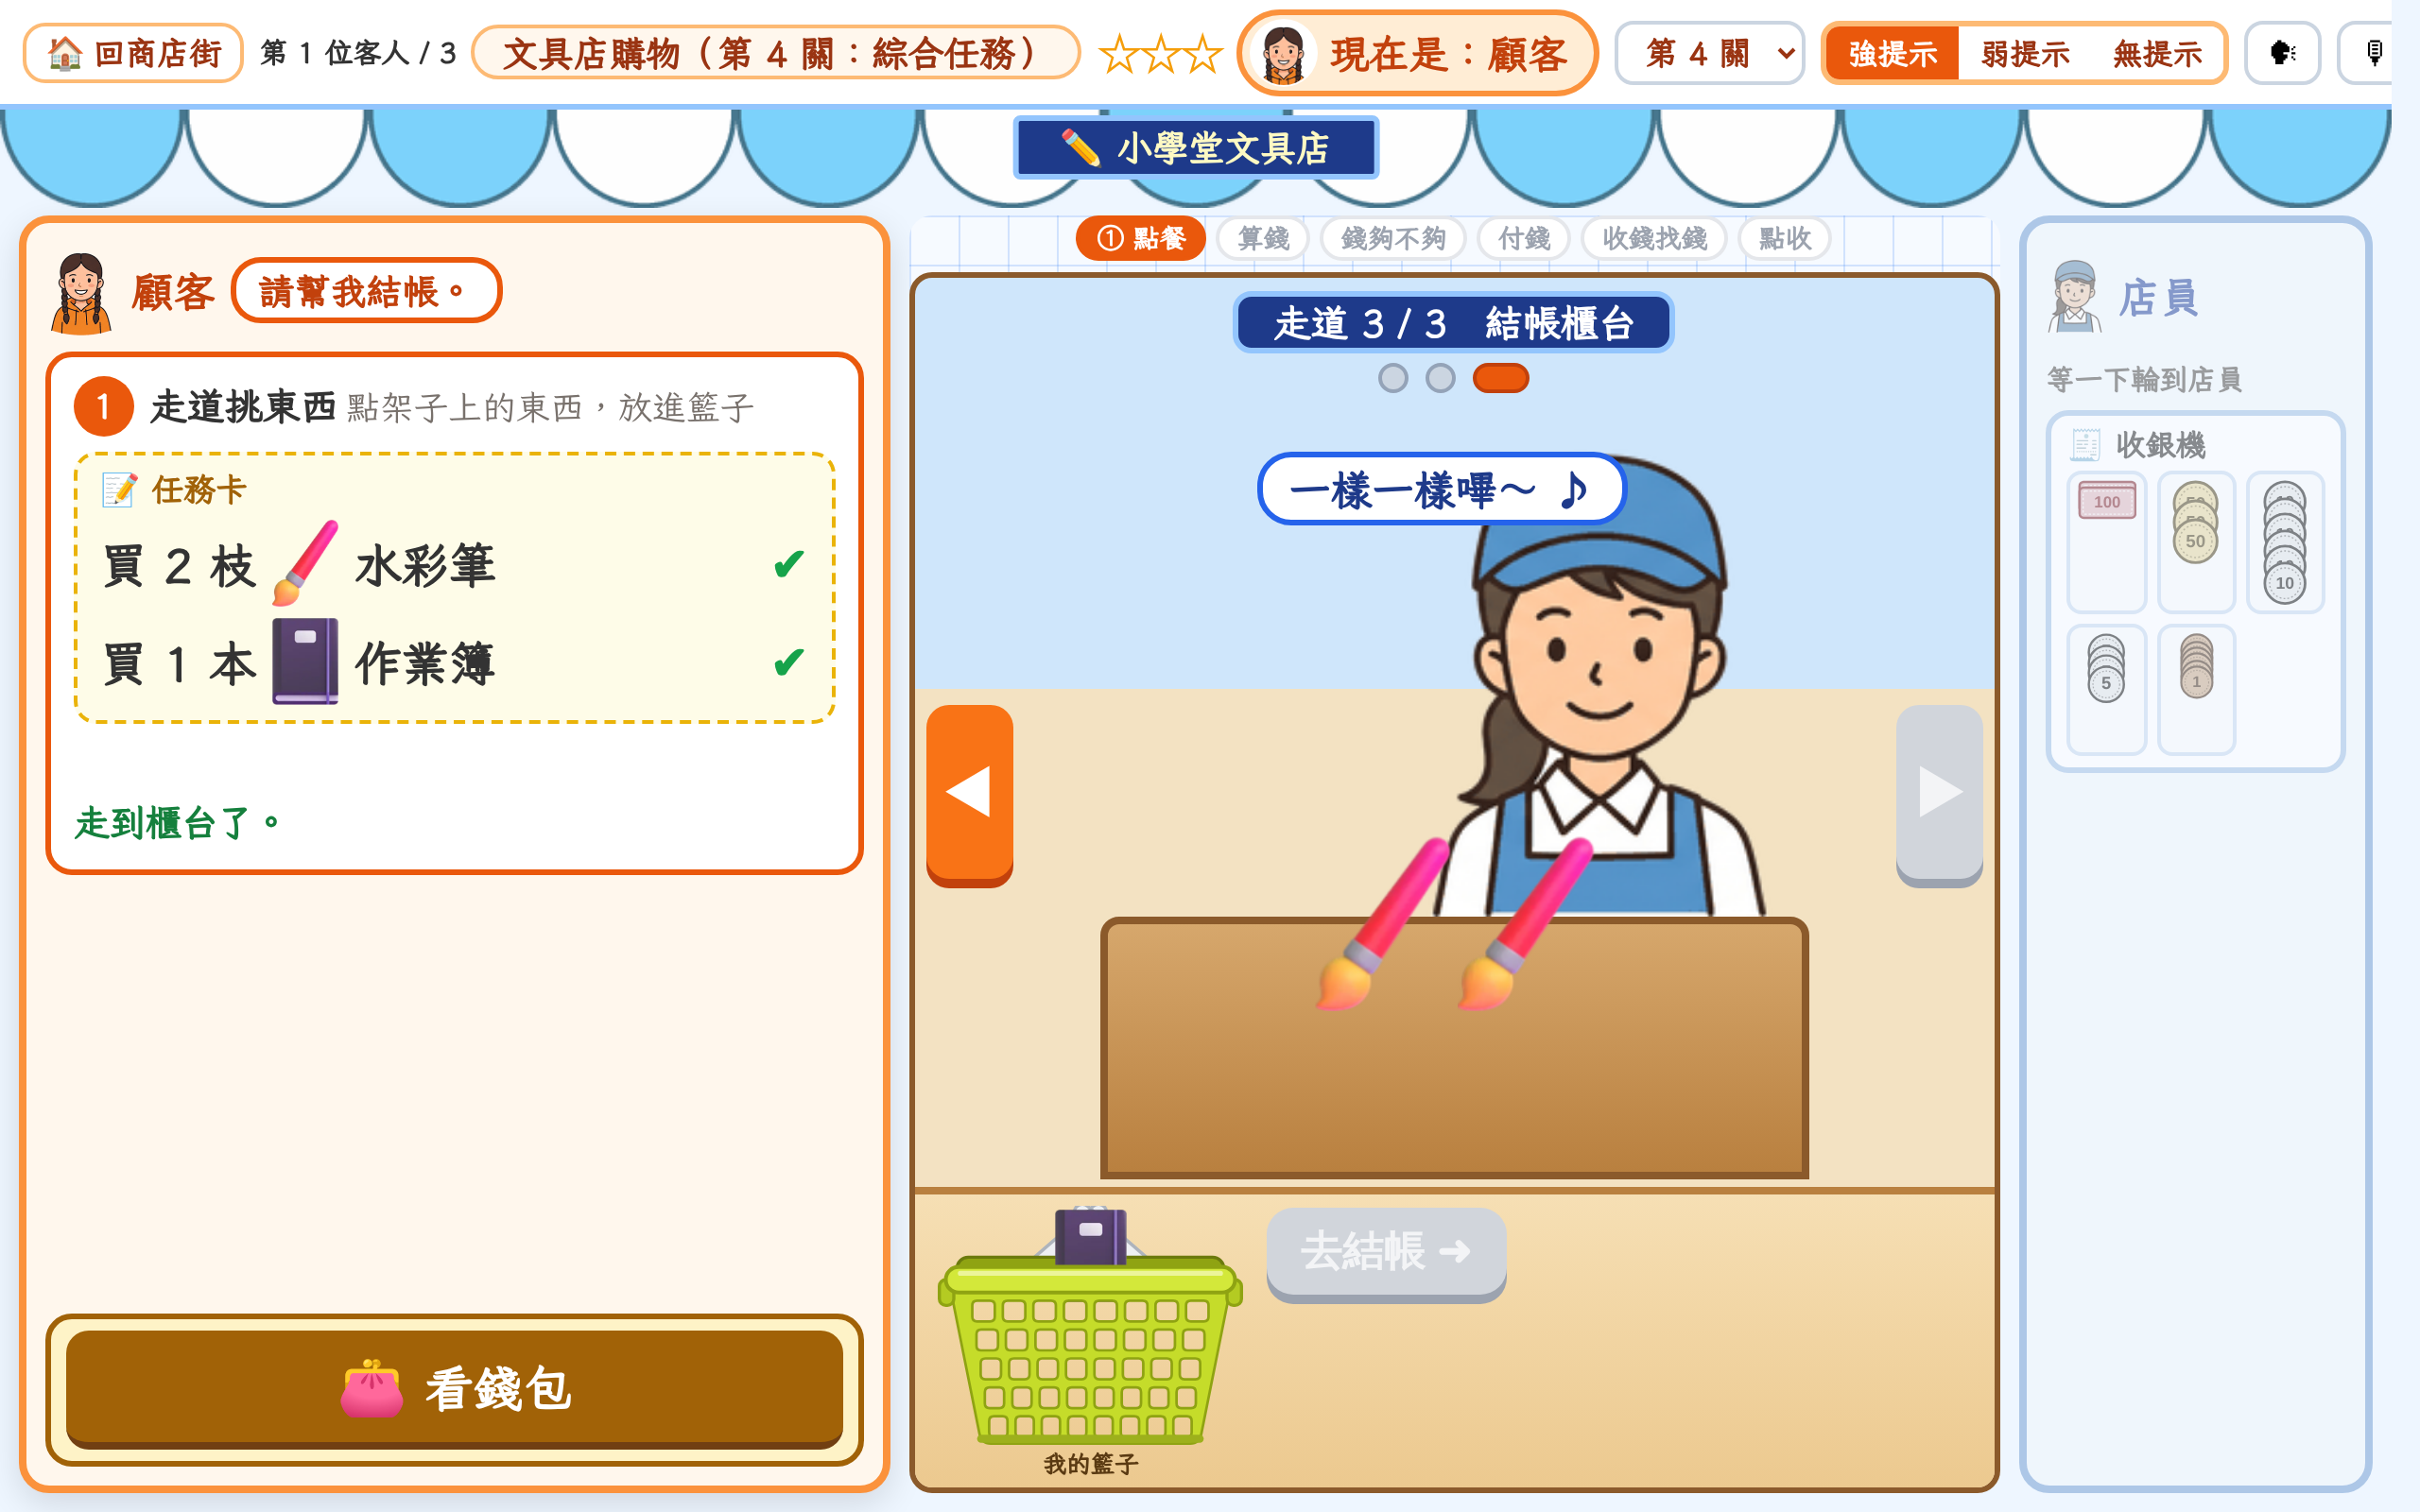 回商店街
第 1 位客人 / 3
文具店購物（第 4 關：綜合任務）
現在是：顧客
第 4 關
強提示
弱提示
無提示
小學堂文具店
顧客
請幫我結帳。
1 走道挑東西 點架子上的東西，放進籃子
任務卡
買 2 枝 水彩筆
買 1 本 作業簿
走到櫃台了。
看錢包
① 點餐
算錢
錢夠不夠
付錢
收錢找錢
點收
走道 3 / 3 結帳櫃台
一樣一樣嗶～ ♪
去結帳 ➜
我的籃子
店員
等一下輪到店員
收銀機
100
50
10
5
1